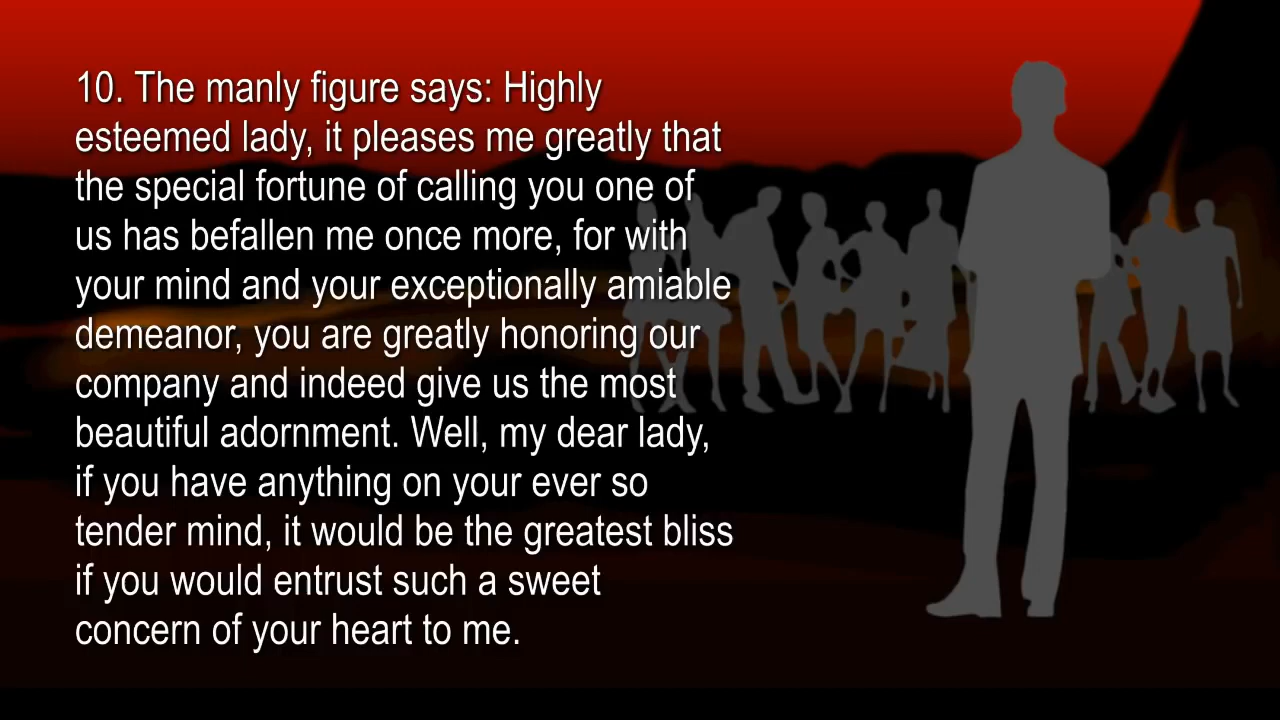 10. The manly figure says: Highly
esteemed lady, it pleases me greatly that
the special fortune of calling you one of
us has befallen me once more, for with
your mind and your exceptionally amiable
demeanor, you are greatly honoring our
company and indeed give us the most
beautiful adornment. Well, my dear lady,
if you have anything on your ever so
tender mind, it would be the greatest bliss
if you would entrust such a sweet
concern of your heart to me.